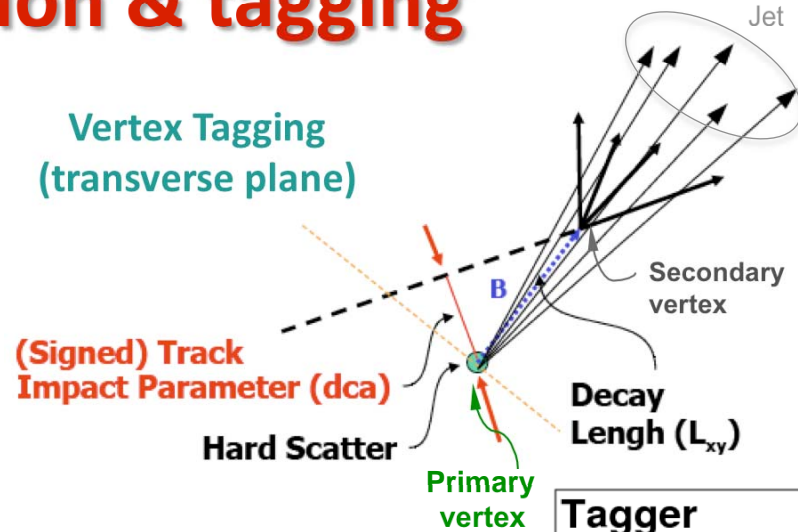 ion & tagging
Jet
Vertex Tagging
(transverse plane)
B
Secondary
vertex
(Signed) Track
Impact Parameter (dca)
Decay
Lengh (Lxy)
Hard Scatter
Primary
vertex
Tagger